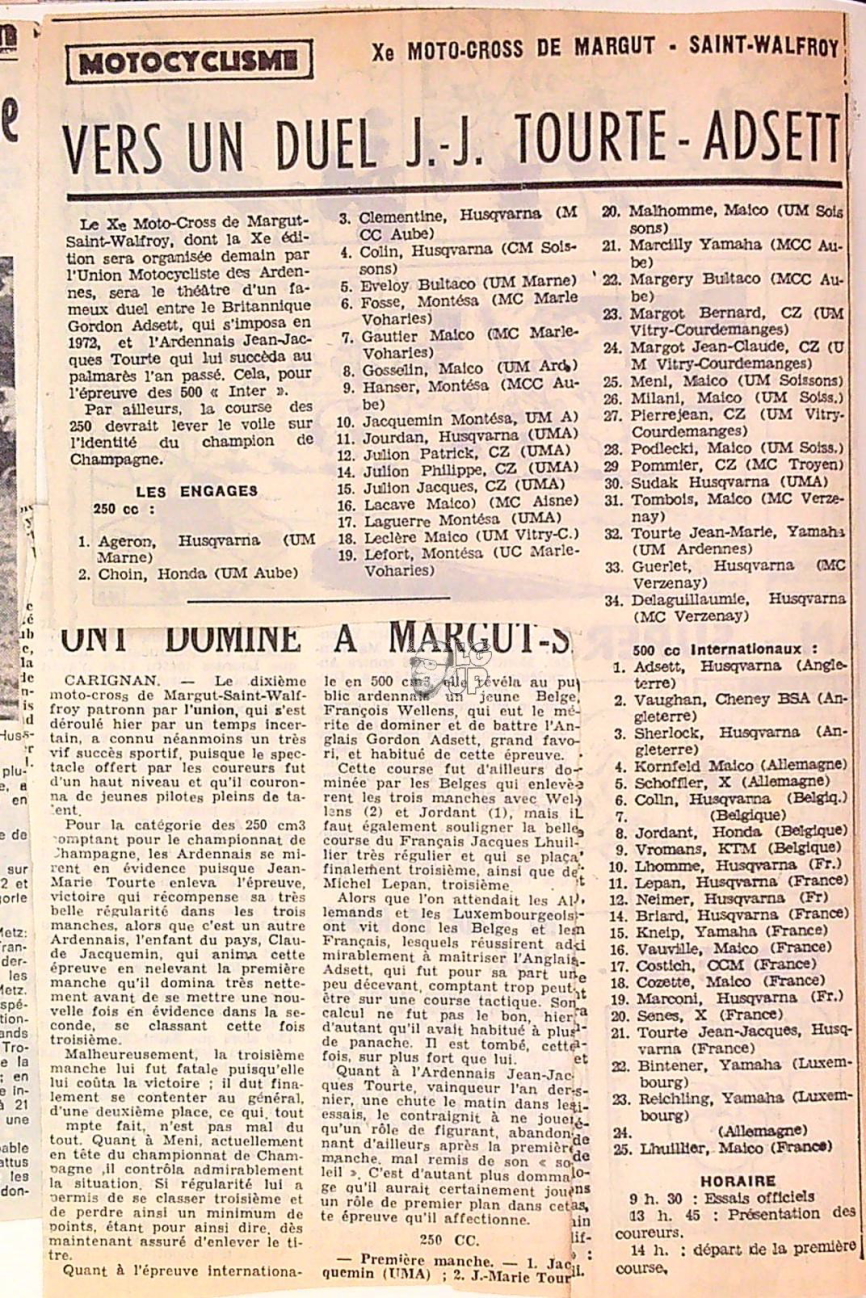 MOTOCYCLISME
Xe MOTO-CROSS DE MARGUT - SAINT-WALFROY
VERS UN DUEL J.-J. TOURTE - ADSETT
Le Xe Moto-Cross de Margut-
Saint-Walfroy, dont la Xe édi-
tion sera organisée demain par
l'Union Motocycliste des Arden-
nes, sera le théâtre d'un fa-
meux duel entre le Britannique
Gordon Adsett, qui s'imposa en
1972, et l'Ardennais Jean-Jac-
ques Tourte qui lui succèda au
palmarès l'an passé. Cela, pour
l'épreuve des 500 « Inter ».
Par ailleurs, la course des
250 devrait lever le voile sur
l'identité du champion de
Champagne.
LES ENGAGES
250 cc :
1. Ageron, Husqvarna (UM
Marne)
2. Choin, Honda (UM Aube)
3. Clementine, Husqvarna (M
CC Aube)
4. Colin, Husqvarna (CM Sois-
sons)
5. Eveloy Bultaco (UM Marne)
6. Fosse, Montésa (MC Marle
Voharies)
7. Gautier Maico (MC Marle-
Voharies)
8. Gosselin, Maico (UM Ard.)
9. Hanser, Montésa (MCC Au-
be)
10. Jacquemin Montésa, UM A)
11. Jourdan, Husqvarna (UMA)
12. Julion Patrick, CZ (UMA)
14. Julion Philippe, CZ (UMA)
15. Julion Jacques, CZ (UMA)
16. Lacave Maico) (MC Aisne)
17. Laguerre Montésa (UMA)
18. Leclère Maico (UM Vitry-C.)
19. Lefort, Montésa (UC Marle-
Voharies)
20. Malhomme, Maico (UM Sois
sons)
21. Marcilly Yamaha (MCC Au-
be)
22. Margery Bultaco (MCC Au-
be)
23. Margot Bernard, CZ (UM
Vitry-Courdemanges)
24. Margot Jean-Claude, CZ (U
M Vitry-Courdemanges)
25. Meni, Maico (UM Soissons)
26. Milani, Maico (UM Soiss.)
27. Pierrejean, CZ (UM Vitry-
Courdemanges)
28. Podlecki, Maico (UM Soiss.)
29 Pommier, CZ (MC Troyen)
30. Sudak Husqvarna (UMA)
31. Tombois, Maico (MC Verze-
nay)
32. Tourte Jean-Marie, Yamaha
(UM Ardennes)
33. Guerlet, Husqvarna (MC
Verzenay)
34. Delaguillaumie, Husqvarna
(MC Verzenay)
500 cc Internationaux :
1. Adsett, Husqvarna (Angle-
terre)
2. Vaughan, Cheney BSA (An-
gleterre)
3. Sherlock, Husqvarna (An-
gleterre)
4. Kornfeld Maico (Allemagne)
5. Schoffler, X (Allemagne)
6. Colin, Husqvarna (Belgiq.)
7. (Belgique)
8. Jordant, Honda (Belgique)
9. Vromans, KTM (Belgique)
10. Lhomme, Husqvarna (Fr.)
11. Lepan, Husqvarna (France)
12. Neimer, Husqvarna (Fr)
14. Briard, Husqvarna (France)
15. Kneip, Yamaha (France)
16. Vauville, Maico (France)
17. Costich, CCM (France)
18. Cozette, Maico (France)
19. Marconi, Husqvarna (Fr.)
20. Senes, X (France)
21. Tourte Jean-Jacques, Husq-
varna (France)
22. Bintener, Yamaha (Luxem-
bourg)
23. Reichling, Yamaha (Luxem-
bourg)
24. (Allemagne)
25. Lhuillier, Maico (France)
HORAIRE
9 h. 30 : Essais officiels
13 h. 45 : Présentation des
coureurs.
14 h. : départ de la première
course.
ONT DOMINE A MARGUT-S
CARIGNAN. — Le dixième
moto-cross de Margut-Saint-Walf-
froy patronn par l'union, qui s'est
déroulé hier par un temps incer-
tain, a connu néanmoins un très
vif succès sportif, puisque le spec-
tacle offert par les coureurs fut
d'un haut niveau et qu'il couron-
na de jeunes pilotes pleins de ta-
lent.
Pour la catégorie des 250 cm3
comptant pour le championnat de
Champagne, les Ardennais se mi-
rent en évidence puisque Jean-
Marie Tourte enleva l'épreuve,
victoire qui récompense sa très
belle régularité dans les trois
manches, alors que c'est un autre
Ardennais, l'enfant du pays, Clau-
de Jacquemin, qui anima cette
épreuve en nelevant la première
manche qu'il domina très nette-
ment avant de se mettre une nou-
velle fois en évidence dans la se-
conde, se classant cette fois
troisième.
Malheureusement, la troisième
manche lui fut fatale puisqu'elle
lui coûta la victoire ; il dut fina-
lement se contenter au général,
d'une deuxième place, ce qui, tout
mpte fait, n'est pas mal du
tout. Quant à Meni, actuellement
en tête du championnat de Cham-
pagne ,il contrôla admirablement
la situation. Si régularité lui a
permis de se classer troisième et
de perdre ainsi un minimum de
points, étant pour ainsi dire, dès
maintenant assuré d'enlever le ti-
tre.
Quant à l'épreuve internationa-
le en 500 cm3, elle révéla au pu
blic ardennais un jeune Belge,
François Wellens, qui eut le mé-
rite de dominer et de battre l'An-
glais Gordon Adsett, grand favo-
ri, et habitué de cette épreuve.
Cette course fut d'ailleurs do-
minée par les Belges qui enlevè-
rent les trois manches avec Wel-
lens (2) et Jordant (1), mais il
faut également souligner la belle
course du Français Jacques Lhuil-
lier très régulier et qui se plaça
finalement troisième, ainsi que de
Michel Lepan, troisième.
Alors que l'on attendait les Al-
lemands et les Luxembourgeois,
ont vit donc les Belges et les
Français, lesquels réussirent ad-
mirablement à maîtriser l'Anglais
Adsett, qui fut pour sa part un
peu décevant, comptant trop peut-
être sur une course tactique. Son
calcul ne fut pas le bon, hier,
d'autant qu'il avait habitué à plus
de panache. Il est tombé, cette
fois, sur plus fort que lui.
Quant à l'Ardennais Jean-Jac-
ques Tourte, vainqueur l'an der-
nier, une chute le matin dans les
essais, le contraignit à ne jouer
qu'un rôle de figurant, abandon-
nant d'ailleurs après la première
manche, mal remis de son « so-
leil ». C'est d'autant plus domma-
ge qu'il aurait certainement joué
un rôle de premier plan dans cet-
te épreuve qu'il affectionne.
250 CC.
— Première manche. — 1. Jac
quemin (UMA) ; 2. J.-Marie Tour